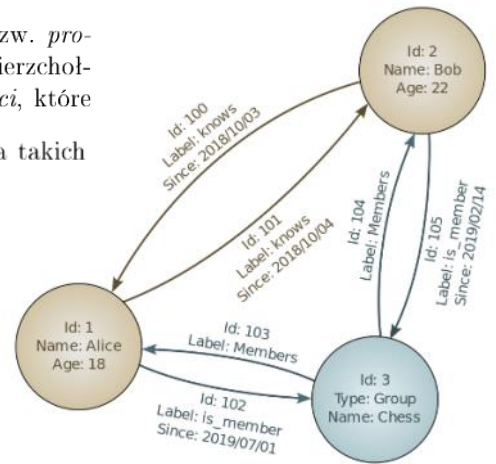 zw. pro-
ierzchoł-
ci, które
a takich
Id: 2
Name: Bob
Age: 22
Id: 100
Label: knows
Since: 2018/10/03
Id: 101
Label: knows
Since: 2018/10/04
Id: 104
Label: Members
Id: 105
Label: is_member
Since: 2019/02/14
Id: 1
Name: Alice
Age: 18
Id: 103
Label: Members
Id: 102
Label: is_member
Since: 2019/07/01
Id: 3
Type: Group
Name: Chess